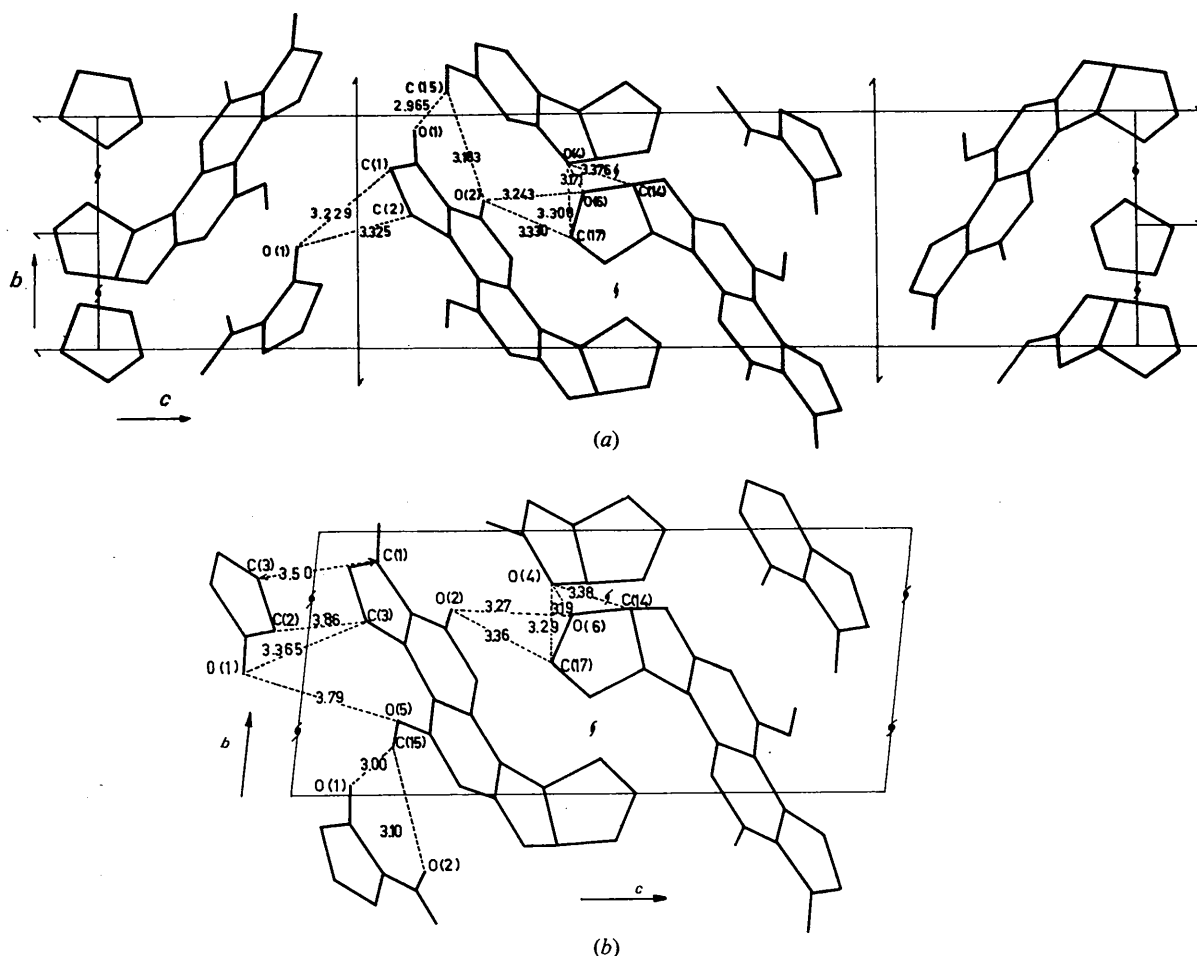 C(15)
2.965
O(1)
C(1)
3.183
O(4)
3.376
3.17
C(2)
O(2)
3.243
O(6)
C(14)
3.229
3.308
3.325
3.330
O(1)
C(17)
b
c
(a)
C(3)
3.50
C(1)
O(4)
3.38
O(2)
3.27
3.19
C(14)
C(2)
3.86
C(3)
3.29
O(6)
3.365
3.36
O(1)
C(17)
3.79
O(5)
b
C(15)
3.00
O(1)
3.10
O(2)
c
(b)